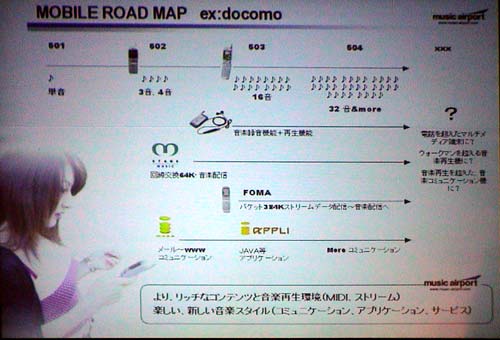 MOBILE ROAD MAP ex:docomo
music airport
501 502 503 504 xxx
単音
3音、4音
16音
32 音&more
?
音楽録音機能+再生機能
電話を超えたマルチメ
ディア端末に?
ウォークマンを超える音
楽再生機に?
音楽再生を超えた、音
楽コミュニケーション機
に?
MUSIC
回線交換64K:音楽配信
FOMA
パケット384Kストリームデータ配信~音楽配信へ
αPPLI
メール~WWW
コミュニケーション
JAVA等
アプリケーション
More コミュニケーション
music airport
より、リッチなコンテンツと音楽再生環境(MIDI、ストリーム)
楽しい、新しい音楽スタイル(コミュニケーション、アプリケーション、サービス)